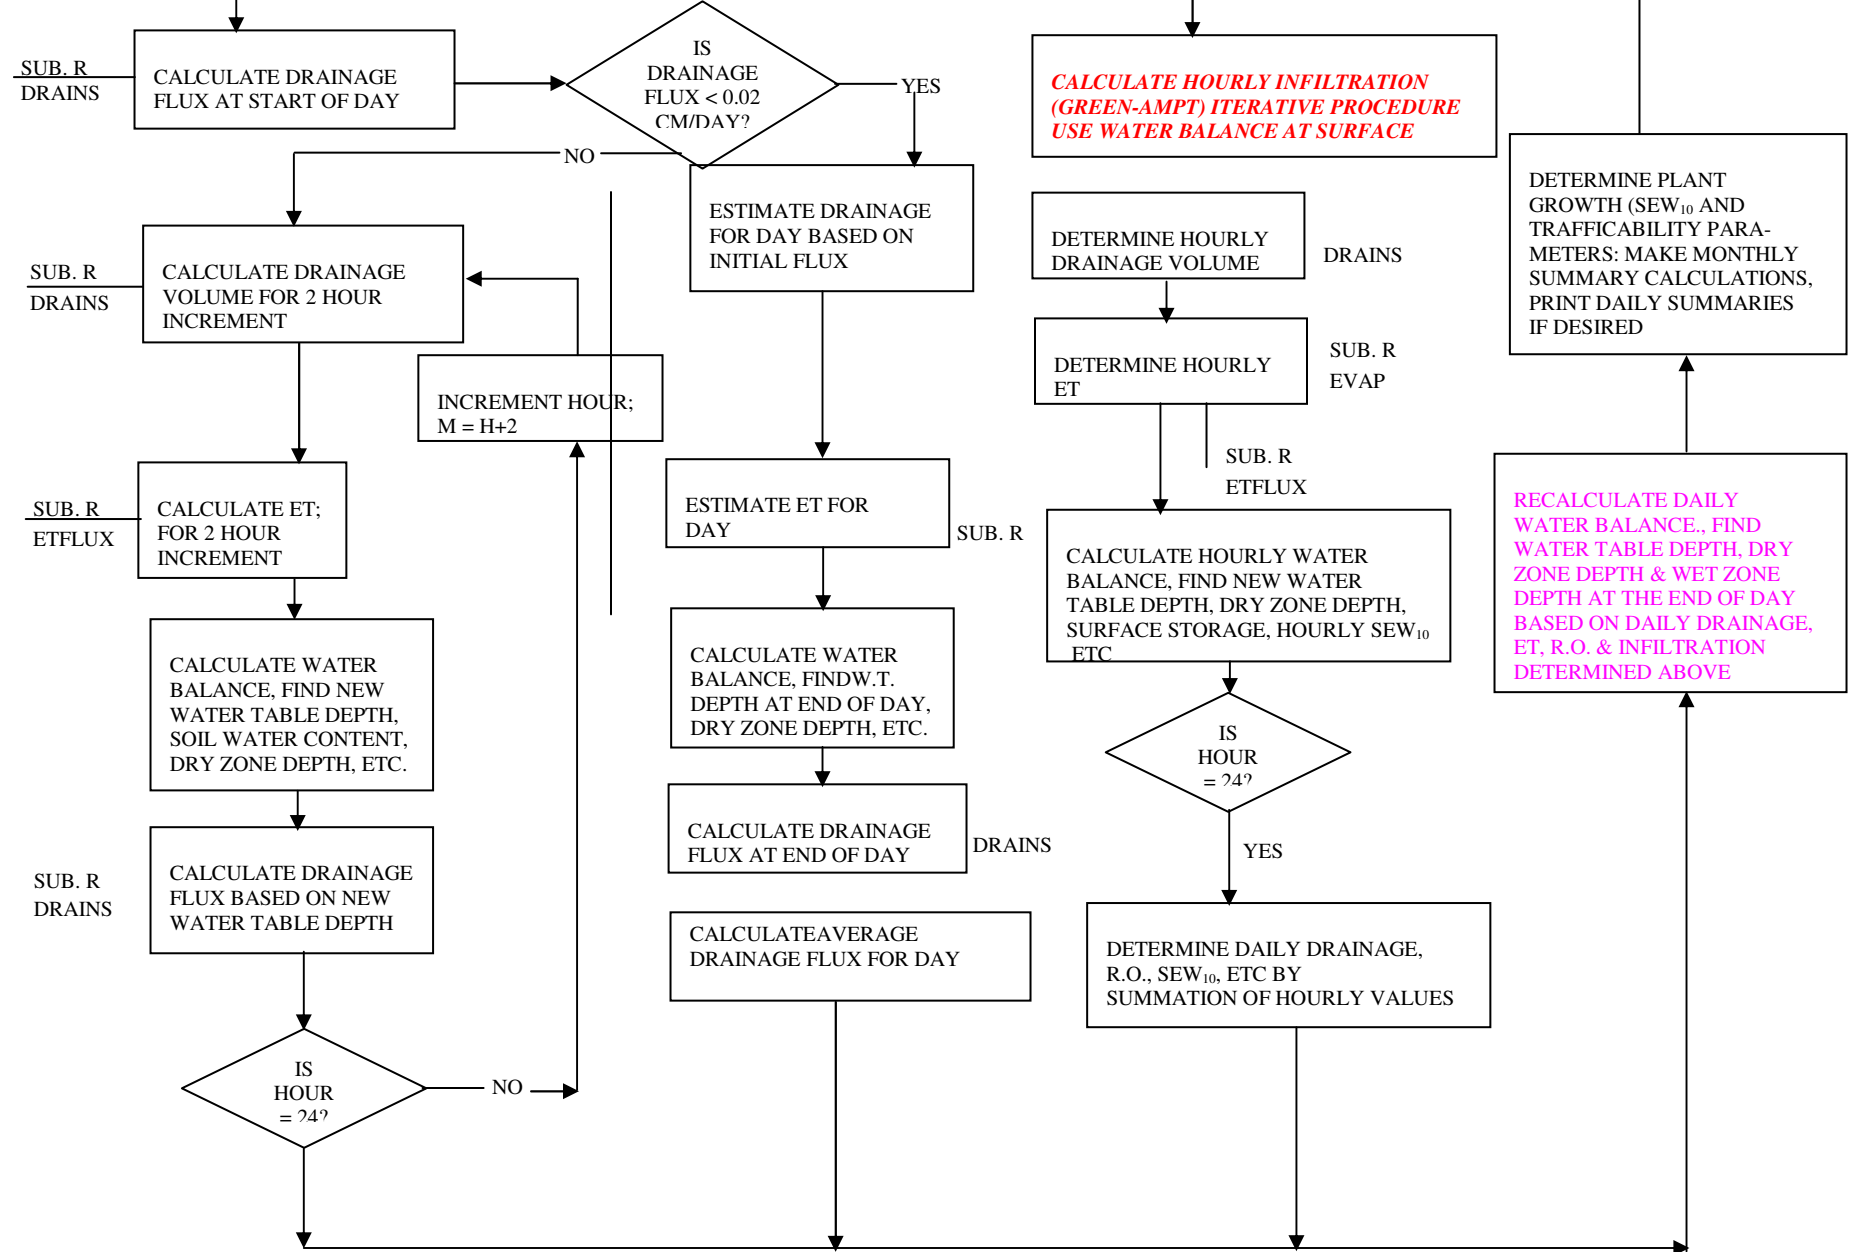 SUB. R
DRAINS
CALCULATE DRAINAGE
FLUX AT START OF DAY
IS
DRAINAGE
FLUX < 0.02
CM/DAY?
YES
NO
CALCULATE DRAINAGE
VOLUME FOR 2 HOUR
INCREMENT
SUB. R
DRAINS
INCREMENT HOUR;
M = H+2
SUB. R
ETFLUX
CALCULATE ET;
FOR 2 HOUR
INCREMENT
CALCULATE WATER
BALANCE, FIND NEW
WATER TABLE DEPTH,
SOIL WATER CONTENT,
DRY ZONE DEPTH, ETC.
SUB. R
DRAINS
CALCULATE DRAINAGE
FLUX BASED ON NEW
WATER TABLE DEPTH
IS
HOUR
= 24?
NO
ESTIMATE DRAINAGE
FOR DAY BASED ON
INITIAL FLUX
ESTIMATE ET FOR
DAY
SUB. R
CALCULATE WATER
BALANCE, FINDW.T.
DEPTH AT END OF DAY,
DRY ZONE DEPTH, ETC.
CALCULATE DRAINAGE
FLUX AT END OF DAY
DRAINS
CALCULATEAVERAGE
DRAINAGE FLUX FOR DAY
CALCULATE HOURLY INFILTRATION
(GREEN-AMPT) ITERATIVE PROCEDURE
USE WATER BALANCE AT SURFACE
DETERMINE HOURLY
DRAINAGE VOLUME
DRAINS
DETERMINE HOURLY
ET
SUB. R
EVAP
SUB. R
ETFLUX
CALCULATE HOURLY WATER
BALANCE, FIND NEW WATER
TABLE DEPTH, DRY ZONE DEPTH,
SURFACE STORAGE, HOURLY SEW₁₀
ETC
IS
HOUR
= 24?
YES
DETERMINE DAILY DRAINAGE,
R.O., SEW₁₀, ETC BY
SUMMATION OF HOURLY VALUES
DETERMINE PLANT
GROWTH (SEW₁₀ AND
TRAFFICABILITY PARA-
METERS: MAKE MONTHLY
SUMMARY CALCULATIONS,
PRINT DAILY SUMMARIES
IF DESIRED
RECALCULATE DAILY
WATER BALANCE., FIND
WATER TABLE DEPTH, DRY
ZONE DEPTH & WET ZONE
DEPTH AT THE END OF DAY
BASED ON DAILY DRAINAGE,
ET, R.O. & INFILTRATION
DETERMINED ABOVE